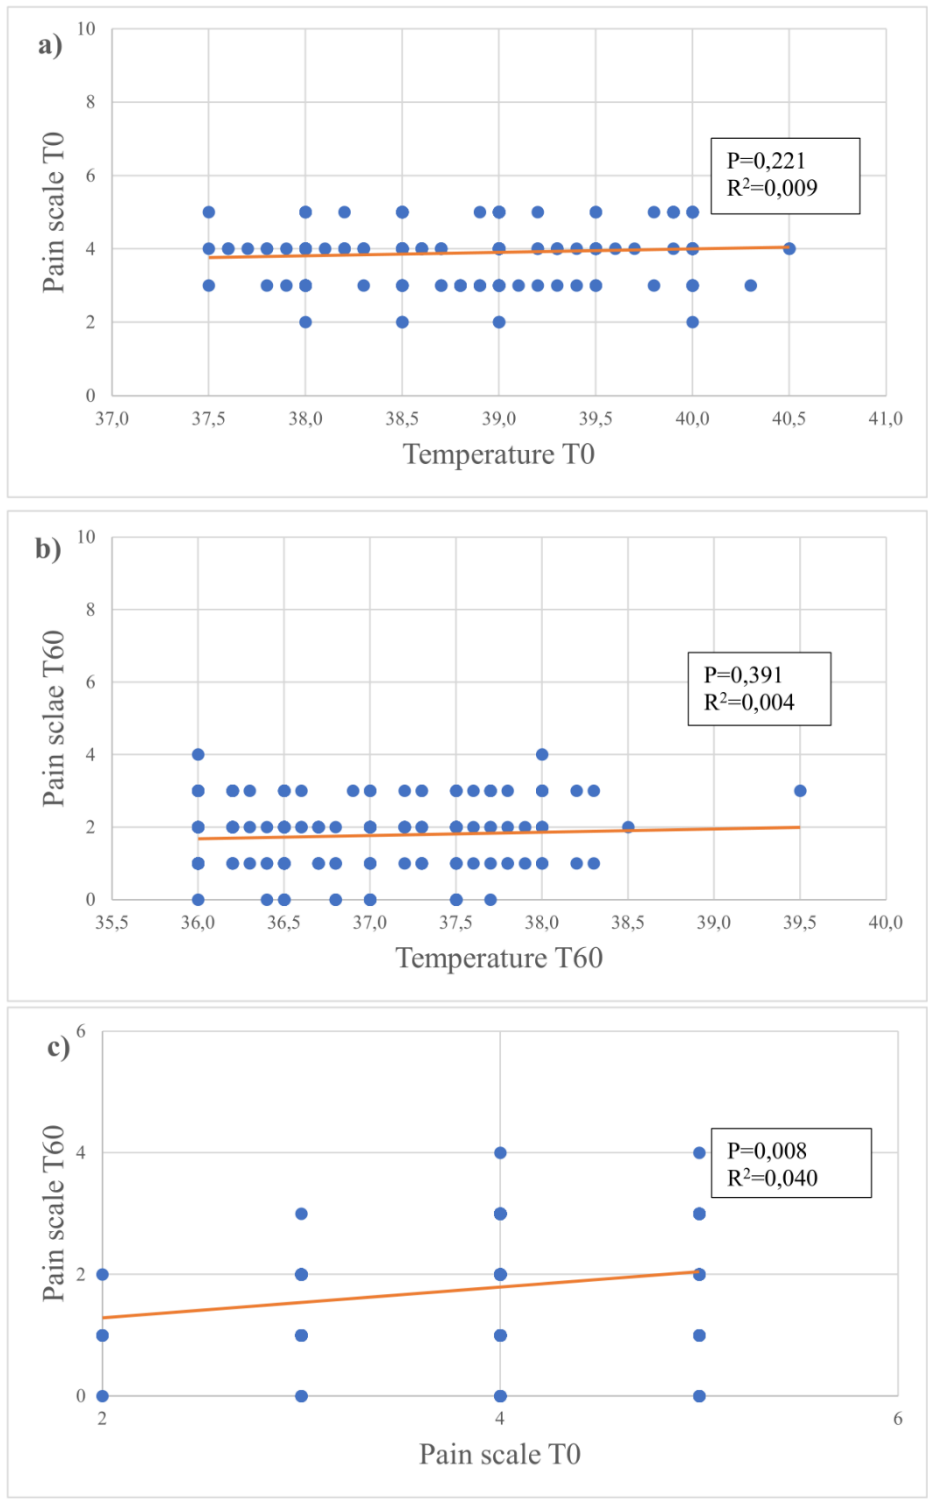 a)
10
8
6
4
2
0
Pain scale T0
P=0,221
R²=0,009
37,0 37,5 38,0 38,5 39,0 39,5 40,0 40,5 41,0
Temperature T0
b)
10
8
6
4
2
0
Pain sclae T60
P=0,391
R²=0,004
35,5 36,0 36,5 37,0 37,5 38,0 38,5 39,0 39,5 40,0
Temperature T60
c)
6
4
2
0
Pain scale T60
P=0,008
R²=0,040
2 4 6
Pain scale T0